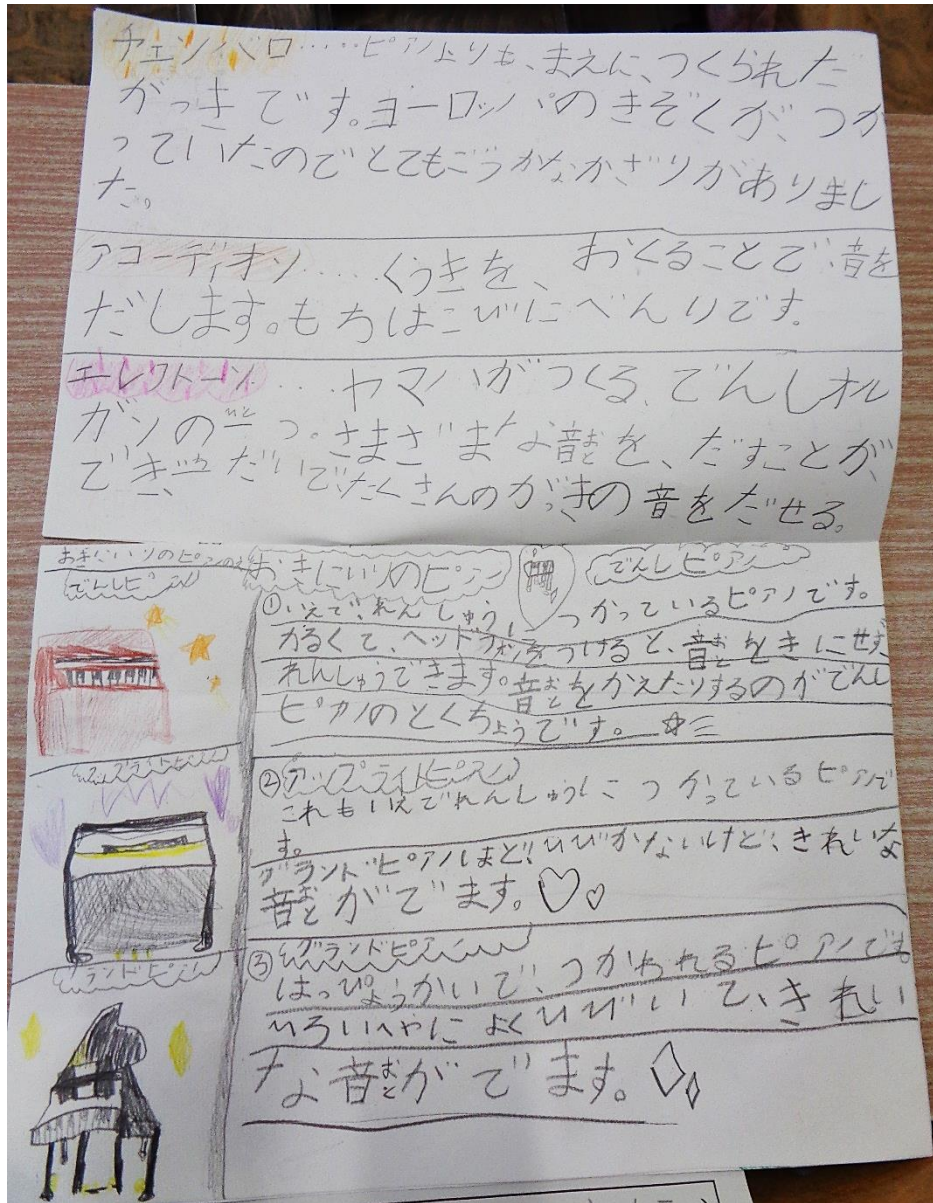 チェンバロ‥‥‥ピアノよりも、まえに、つくられた
がっきです。ヨーロッパのきぞくが、つか
っていたのでとてもごうかなかざりがありまし
た。
アコーディオン‥‥‥くうきを、おくることで音を
だします。もちはこびにべんりです。
エレクトーン‥‥‥ヤマハがつくる、でんしオル
ガンの一つ。さまざまな音を、だすことが、
でき、一だいで、たくさんのがっきの音をだせる。
おきにいりのピアノのえ
でんしピアノ
アップライトピアノ
グランドピアノ
おきにいりのピアノ
でんしピアノ
①いえで、れんしゅうしつかっているピアノです。
かるくて、ヘッドフォンをつけると、音をきにせず
れんしゅうできます。音をかえたりするのがでんし
ピアノのとくちょうです。
②アップライトピアノ
これもいえでれんしゅうにつかっているピアノで
す。
グランドピアノほど、ひびかないけど、きれいな
音がでます。
③グランドピアノ
はっぴょうかいで、つかわれるピアノです。
ひろいへやによくひびいて、きれい
な音がでます。